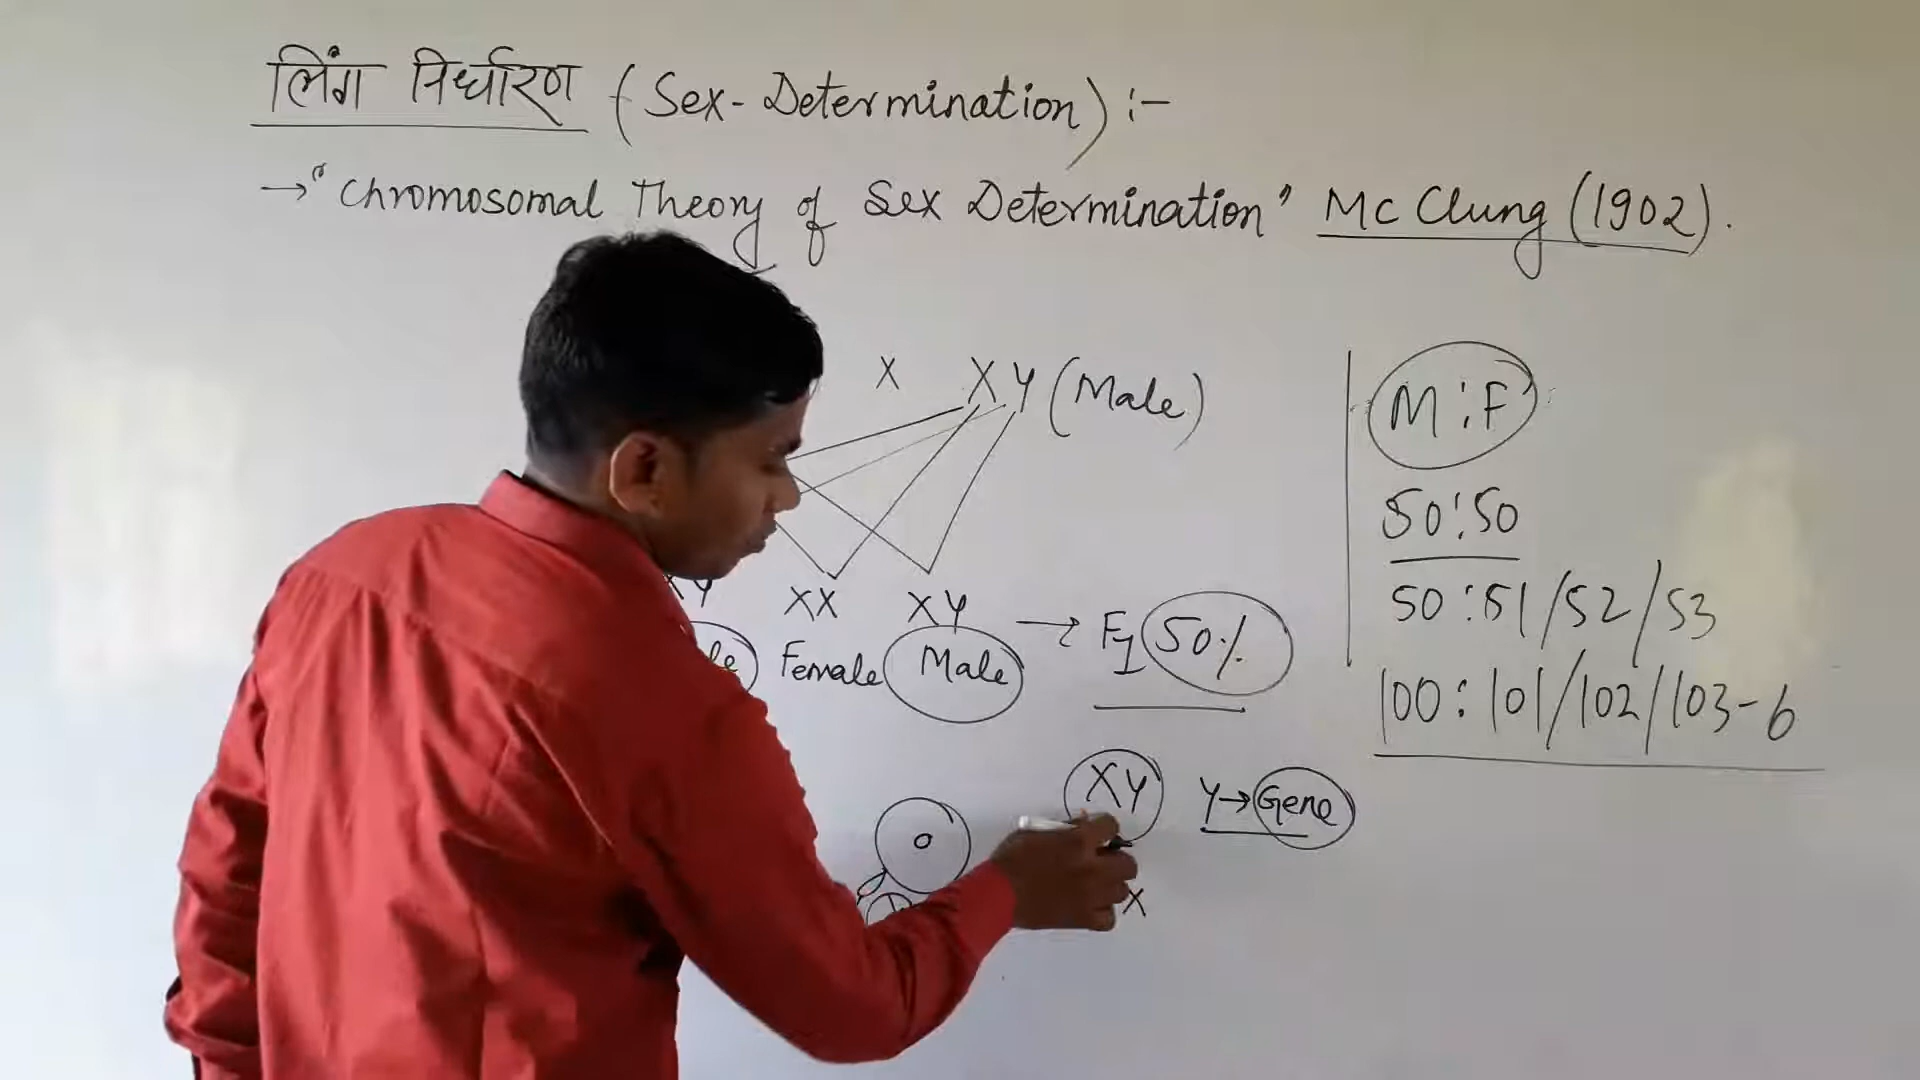 लिंग निर्धारण (Sex-Determination) :-
→ "Chromosomal Theory of Sex Determination" Mc Clung (1902).
X XY (Male)
XY XX XY → F1 50%
Female Male
M : F
50:50
50:51/52/53
100:101/102/103-6
XY Y→Gene
X